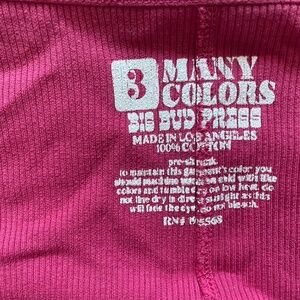 3 MANY
COLORS
BIG BUD PRESS
MADE IN LOS ANGELES
100% COTTON
pre-shrunk
to maintain this garment's color you
should machine wash on cold with like
colors and tumble dry on low heat. do
not line dry in direct sunlight as this
will fade the dye. do not bleach.
RN#